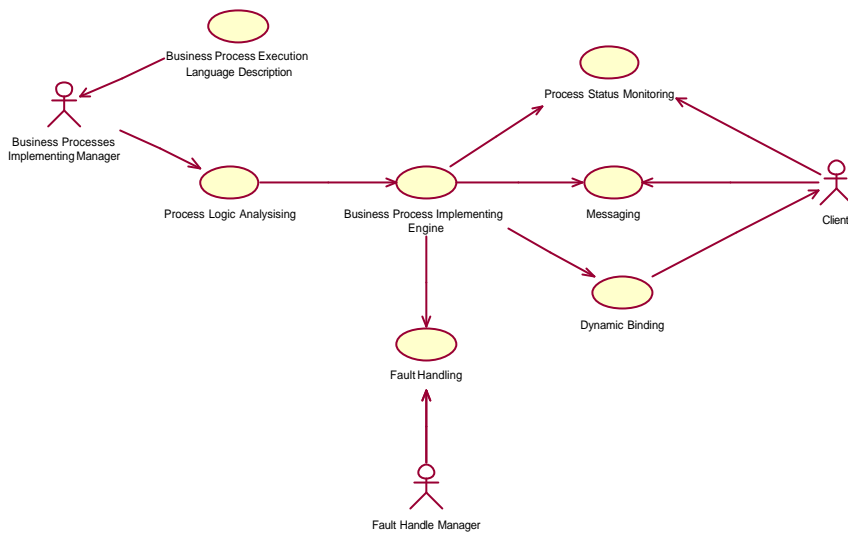 Business Process Execution
Language Description
Process Status Monitoring
Business Processes
Implementing Manager
Process Logic Analysising
Business Process Implementing
Engine
Messaging
Client
Dynamic Binding
Fault Handling
Fault Handle Manager